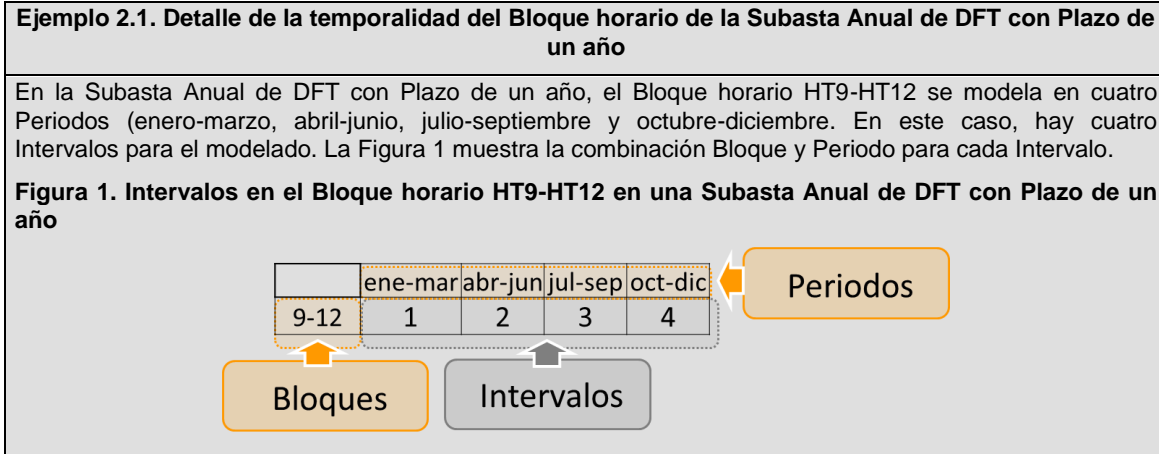 Ejemplo 2.1. Detalle de la temporalidad del Bloque horario de la Subasta Anual de DFT con Plazo de
un año
En la Subasta Anual de DFT con Plazo de un año, el Bloque horario HT9-HT12 se modela en cuatro
Periodos (enero-marzo, abril-junio, julio-septiembre y octubre-diciembre. En este caso, hay cuatro
Intervalos para el modelado. La Figura 1 muestra la combinación Bloque y Periodo para cada Intervalo.
Figura 1. Intervalos en el Bloque horario HT9-HT12 en una Subasta Anual de DFT con Plazo de un
año
ene-mar abr-jun jul-sep oct-dic
Periodos
9-12 1 2 3 4
Bloques Intervalos